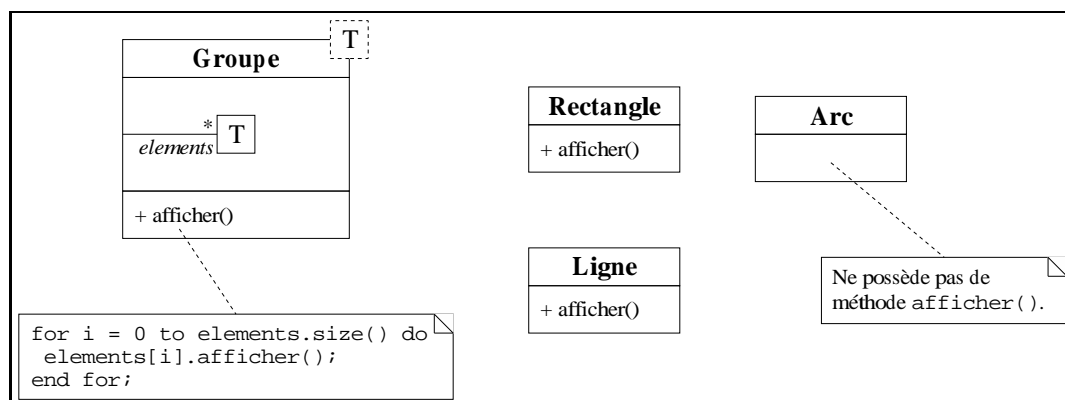 T
Groupe
*
T
elements
+ afficher()
for i = 0 to elements.size() do
elements[i].afficher();
end for;
Rectangle
+ afficher()
Ligne
+ afficher()
Arc
Ne possède pas de
méthode afficher().